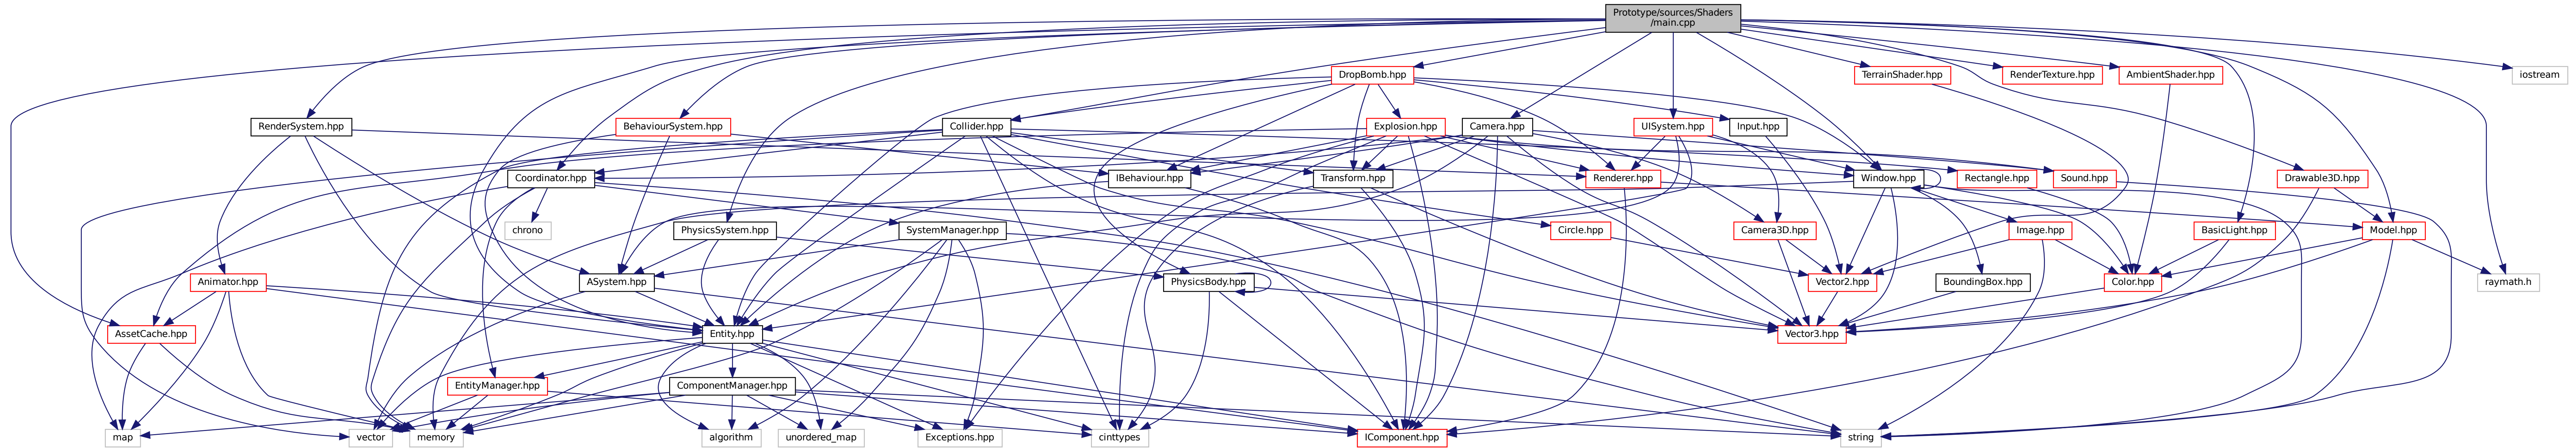 Prototype/sources/Shaders
/main.cpp
DropBomb.hpp
TerrainShader.hpp
RenderTexture.hpp
AmbientShader.hpp
iostream
RenderSystem.hpp
BehaviourSystem.hpp
Collider.hpp
Explosion.hpp
Camera.hpp
UISystem.hpp
Input.hpp
Coordinator.hpp
IBehaviour.hpp
Transform.hpp
Renderer.hpp
Window.hpp
Rectangle.hpp
Sound.hpp
Drawable3D.hpp
chrono
PhysicsSystem.hpp
SystemManager.hpp
Circle.hpp
Camera3D.hpp
Image.hpp
BasicLight.hpp
Model.hpp
Animator.hpp
ASystem.hpp
PhysicsBody.hpp
Vector2.hpp
BoundingBox.hpp
Color.hpp
raymath.h
AssetCache.hpp
Entity.hpp
Vector3.hpp
EntityManager.hpp
ComponentManager.hpp
map
vector
memory
algorithm
unordered_map
Exceptions.hpp
cinttypes
IComponent.hpp
string